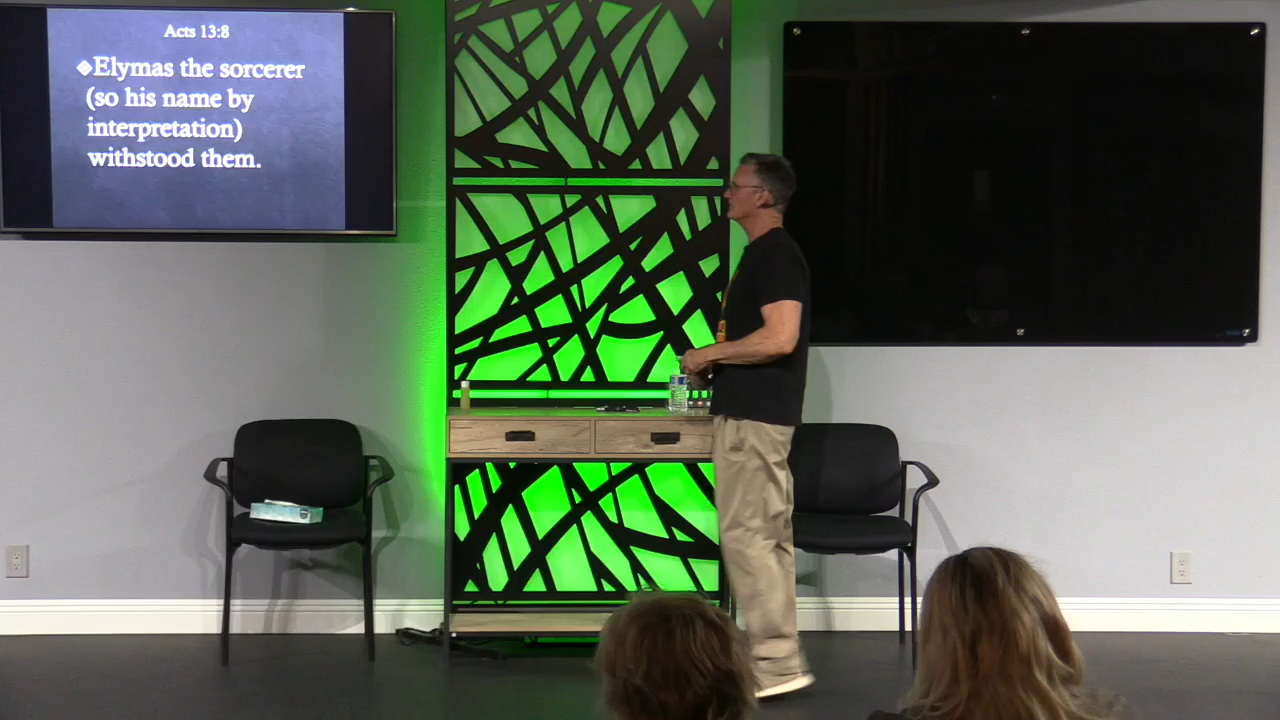 Acts 13:8
❖Elymas the sorcerer
(so his name by
interpretation)
withstood them.